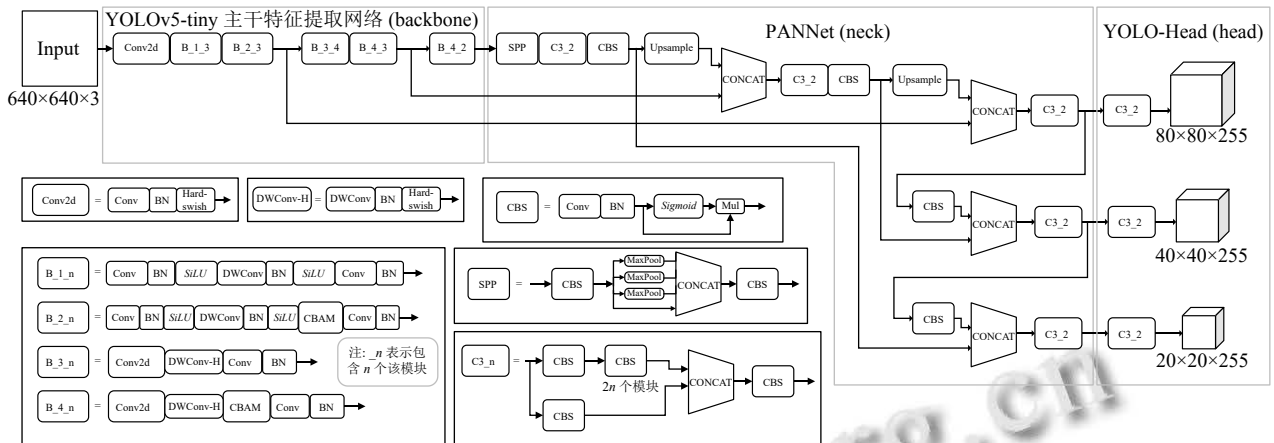 YOLOv5-tiny 主干特征提取网络 (backbone)
PANNet (neck)
YOLO-Head (head)
Input
640×640×3
Conv2d
B_1_3
B_2_3
B_3_4
B_4_3
B_4_2
SPP
C3_2
CBS
Upsample
CONCAT
C3_2
CBS
Upsample
CONCAT
C3_2
C3_2
80×80×255
CBS
CONCAT
C3_2
C3_2
40×40×255
CBS
CONCAT
C3_2
C3_2
20×20×255
Conv2d = Conv BN Hard-
swish
DWConv-H = DWConv BN Hard-
swish
CBS = Conv BN Sigmoid Mul
B_1_n = Conv BN SiLU DWConv BN SiLU Conv BN
B_2_n = Conv BN SiLU DWConv BN SiLU CBAM Conv BN
B_3_n = Conv2d DWConv-H Conv BN
B_4_n = Conv2d DWConv-H CBAM Conv BN
注: _n 表示包
含 n 个该模块
SPP = CBS
MaxPool
MaxPool
MaxPool
CONCAT
CBS
C3_n = CBS CBS
2n 个模块
CBS
CONCAT
CBS